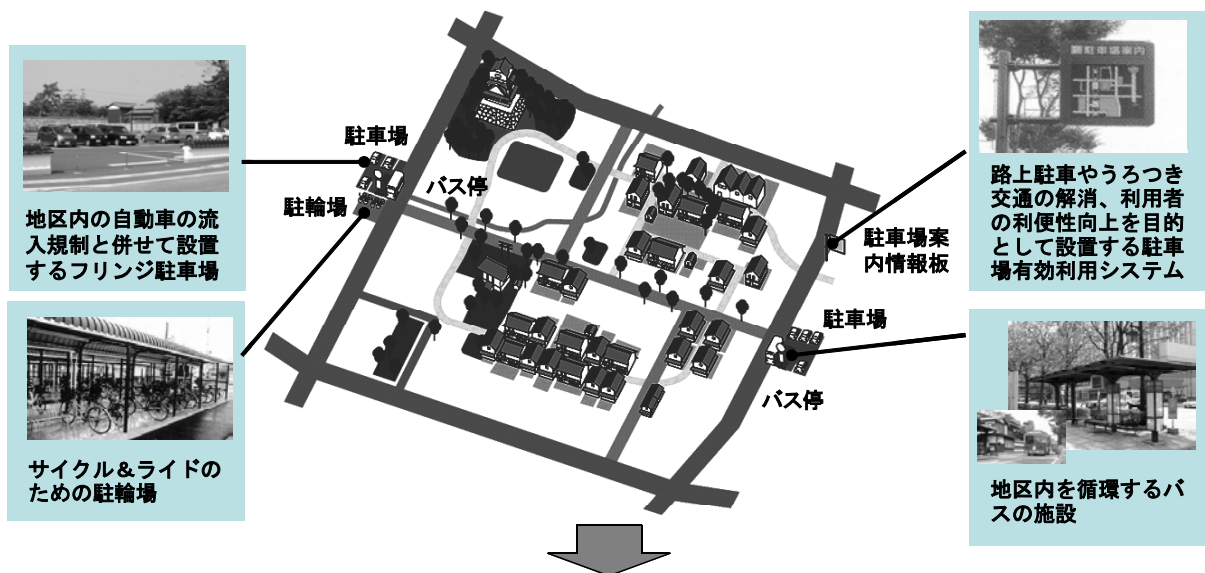 地区内の自動車の流
入規制と併せて設置
するフリンジ駐車場
サイクル＆ライドの
ための駐輪場
駐車場
バス停
駐輪場
駐車場案
内情報板
駐車場
バス停
駐車場案内
路上駐車やうろつき
交通の解消、利用者
の利便性向上を目的
として設置する駐車
場有効利用システム
地区内を循環するバ
スの施設